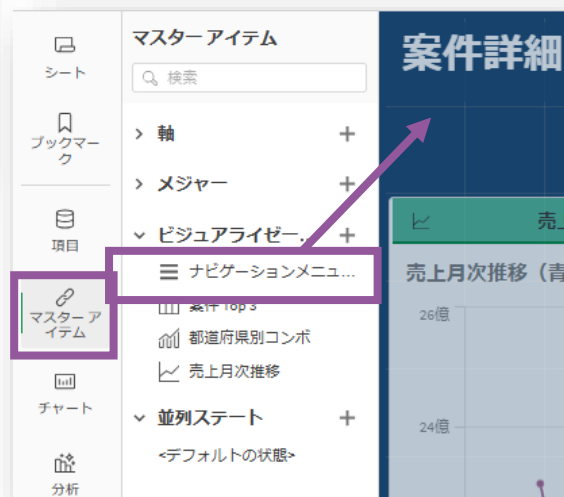 シート
ブックマー
ク
項目
マスター ア
イテム
チャート
分析
マスター アイテム
検索
軸
メジャー
ビジュアライゼー...
ナビゲーションメニュ...
案件 Top 3
都道府県別コンボ
売上月次推移
並列ステート
<デフォルトの状態>
案件詳細
売上
売上月次推移（青
26億
24億